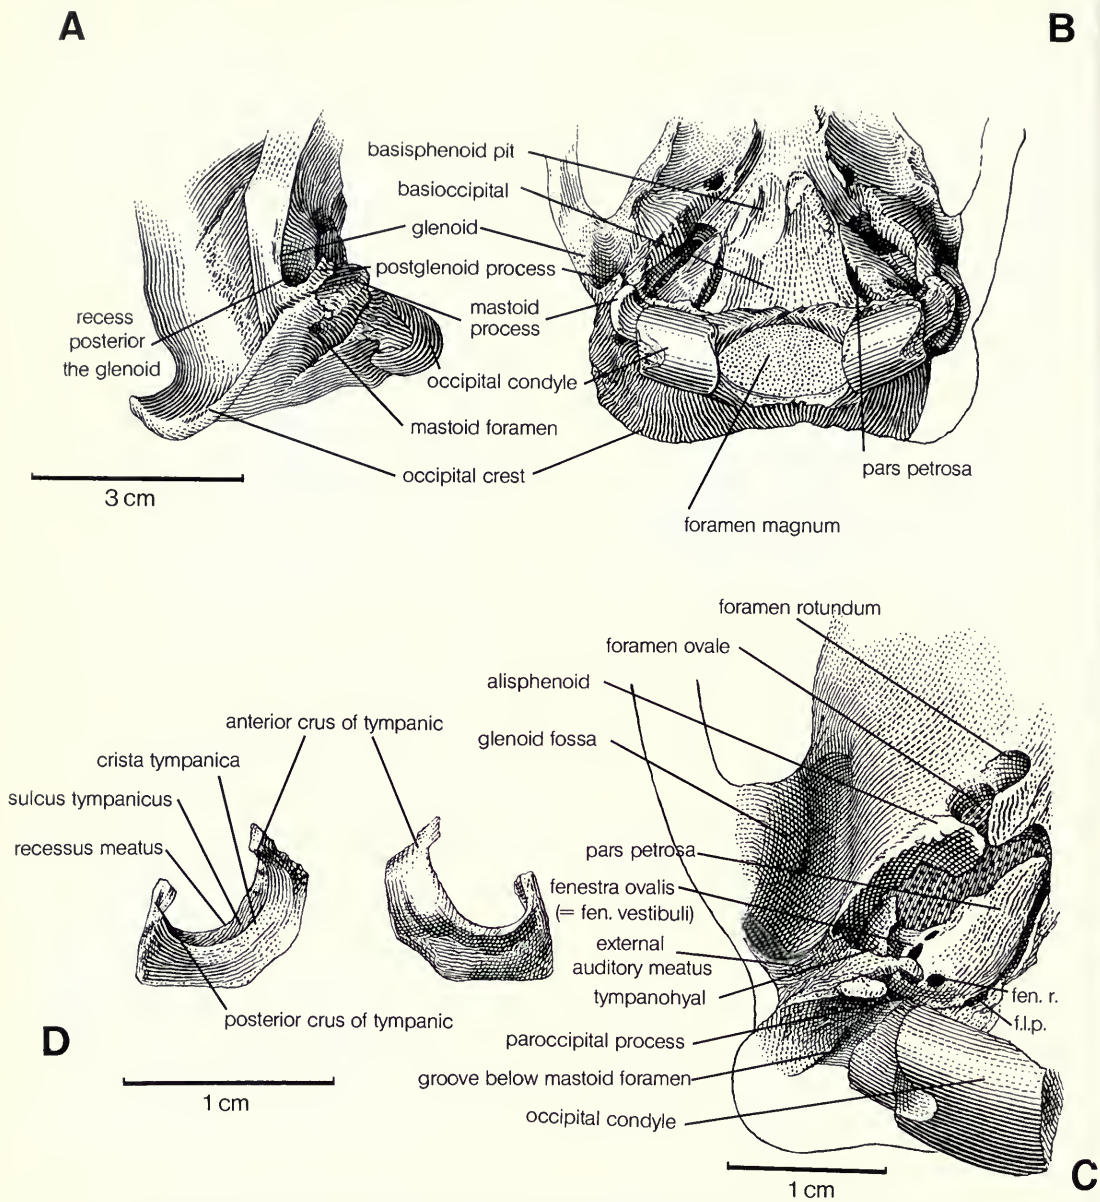 A
B
basisphenoid pit
basioccipital
glenoid
postglenoid process
mastoid
process
recess
posterior
the glenoid
occipital condyle
mastoid foramen
occipital crest
pars petrosa
foramen magnum
3 cm
foramen rotundum
foramen ovale
alisphenoid
glenoid fossa
pars petrosa
fenestra ovalis
(= fen. vestibuli)
external
auditory meatus
tympanohyal
fen. r.
f.l.p.
paroccipital process
groove below mastoid foramen
occipital condyle
1 cm
C
anterior crus of tympanic
crista tympanica
sulcus tympanicus
recessus meatus
posterior crus of tympanic
D
1 cm